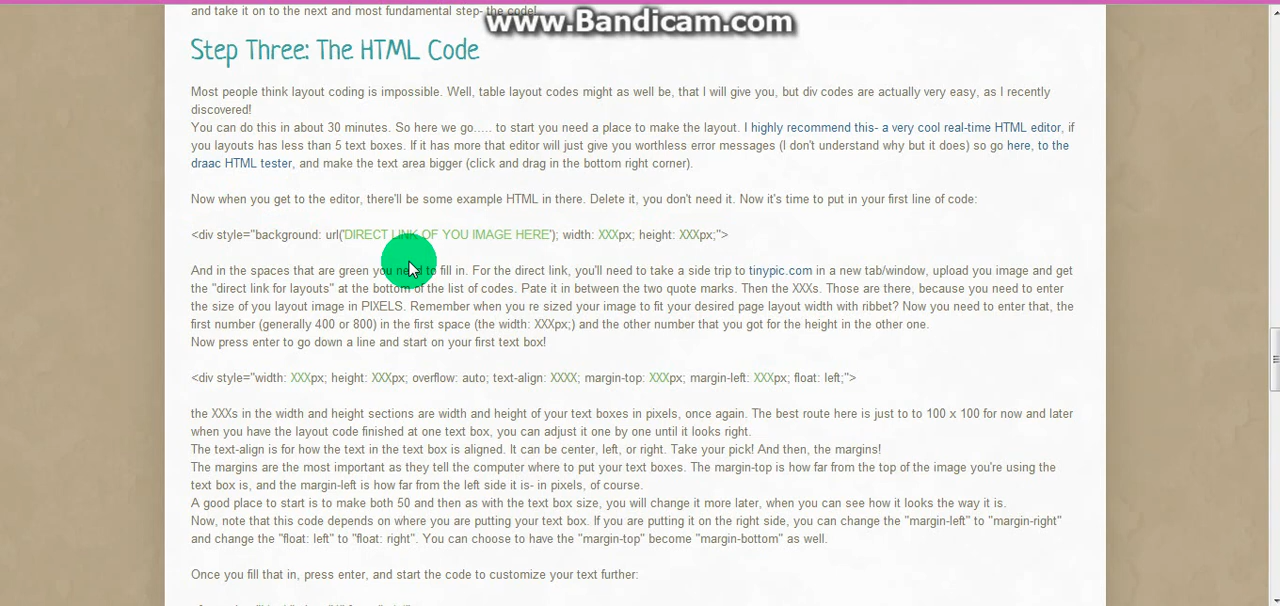 and take it on to the next and most fundamental step- the code!
www.Bandicam.com
Step Three: The HTML Code
Most people think layout coding is impossible. Well, table layout codes might as well be, that I will give you, but div codes are actually very easy, as I recently
discovered!
You can do this in about 30 minutes. So here we go..... to start you need a place to make the layout. I highly recommend this- a very cool real-time HTML editor, if
you layouts has less than 5 text boxes. If it has more that editor will just give you worthless error messages (I don't understand why but it does) so go here, to the
draac HTML tester, and make the text area bigger (click and drag in the bottom right corner).
Now when you get to the editor, there'll be some example HTML in there. Delete it, you don't need it. Now it's time to put in your first line of code:
<div style="background: url('DIRECT LINK OF YOU IMAGE HERE'); width: XXXpx; height: XXXpx;">
And in the spaces that are green you need to fill in. For the direct link, you'll need to take a side trip to tinypic.com in a new tab/window, upload you image and get
the "direct link for layouts" at the bottom of the list of codes. Pate it in between the two quote marks. Then the XXXs. Those are there, because you need to enter
the size of you layout image in PIXELS. Remember when you re sized your image to fit your desired page layout width with ribbet? Now you need to enter that, the
first number (generally 400 or 800) in the first space (the width: XXXpx;) and the other number that you got for the height in the other one.
Now press enter to go down a line and start on your first text box!
<div style="width: XXXpx; height: XXXpx; overflow: auto; text-align: XXXX; margin-top: XXXpx; margin-left: XXXpx; float: left;">
the XXXs in the width and height sections are width and height of your text boxes in pixels, once again. The best route here is just to to 100 x 100 for now and later
when you have the layout code finished at one text box, you can adjust it one by one until it looks right.
The text-align is for how the text in the text box is aligned. It can be center, left, or right. Take your pick! And then, the margins!
The margins are the most important as they tell the computer where to put your text boxes. The margin-top is how far from the top of the image you're using the
text box is, and the margin-left is how far from the left side it is- in pixels, of course.
A good place to start is to make both 50 and then as with the text box size, you will change it more later, when you can see how it looks the way it is.
Now, note that this code depends on where you are putting your text box. If you are putting it on the right side, you can change the "margin-left" to "margin-right"
and change the "float: left" to "float: right". You can choose to have the "margin-top" become "margin-bottom" as well.
Once you fill that in, press enter, and start the code to customize your text further: